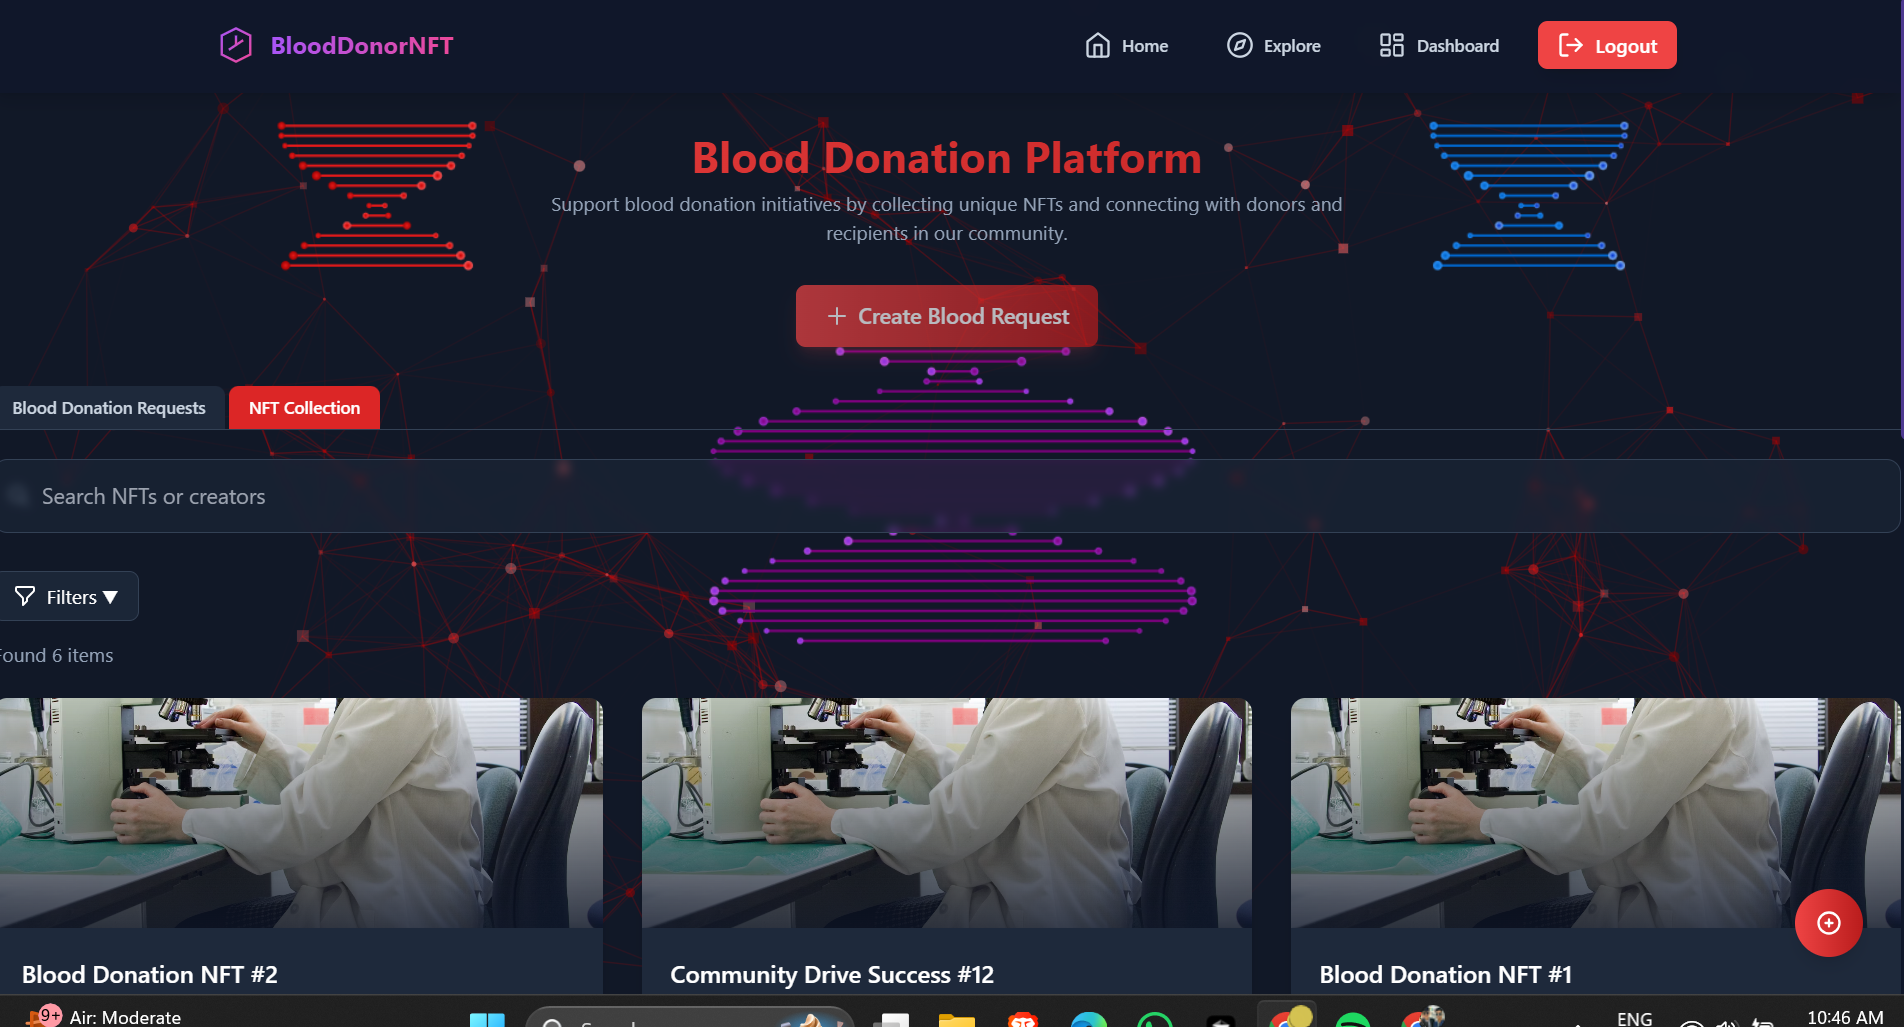 BloodDonorNFT
Home
Explore
Dashboard
Logout
Blood Donation Platform
Support blood donation initiatives by collecting unique NFTs and connecting with donors and
recipients in our community.
Create Blood Request
Blood Donation Requests
NFT Collection
Search NFTs or creators
Filters ▼
Found 6 items
Blood Donation NFT #2
Community Drive Success #12
Blood Donation NFT #1
9+
Air: Moderate
ENG
10:46 AM